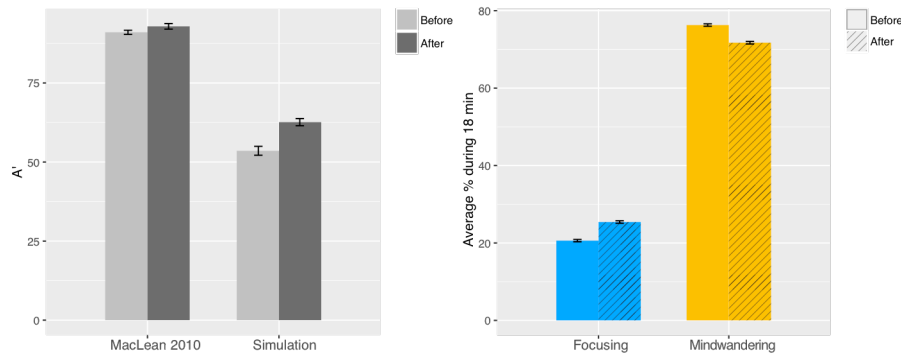 A'
75
50
25
0
MacLean 2010 Simulation
Before
After
Average % during 18 min
80
60
40
20
0
Focusing Mindwandering
Before
After